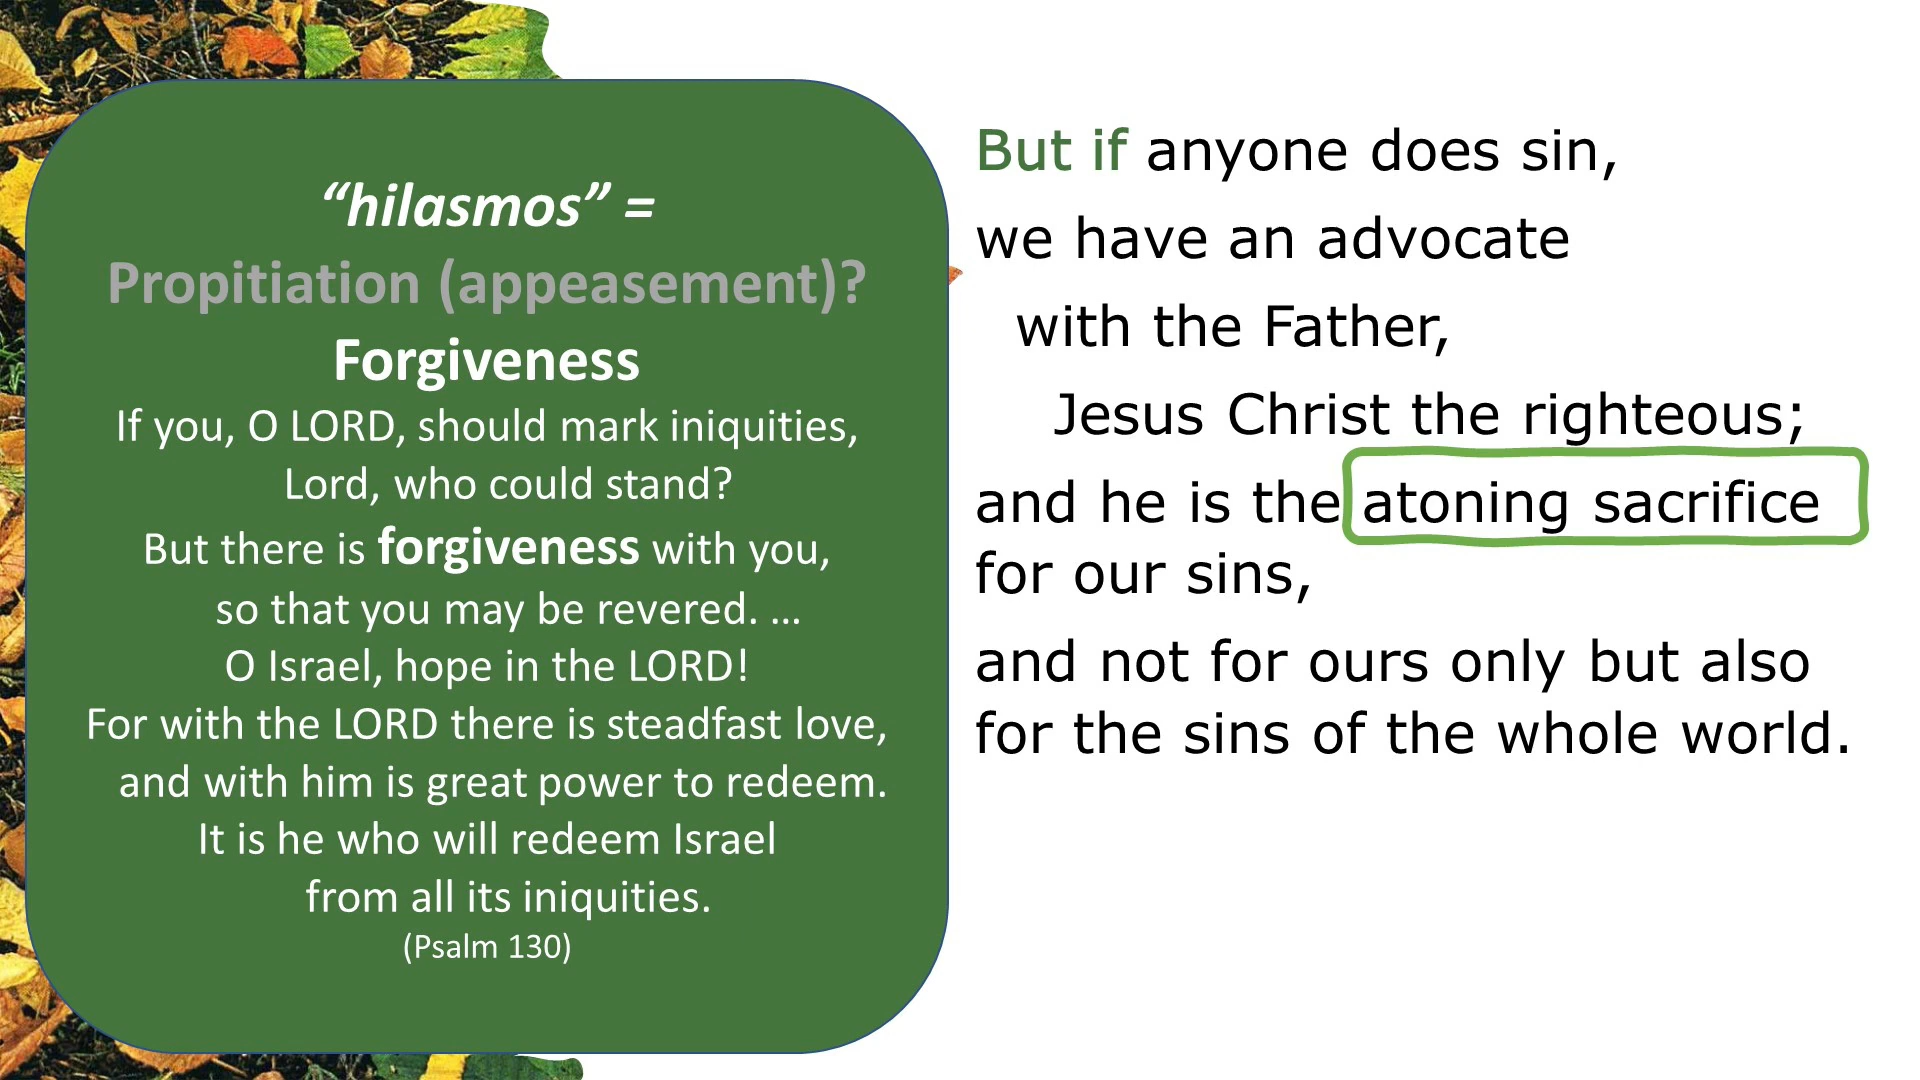 “hilasmos” =
Propitiation (appeasement)?
Forgiveness
If you, O LORD, should mark iniquities,
Lord, who could stand?
But there is forgiveness with you,
so that you may be revered. …
O Israel, hope in the LORD!
For with the LORD there is steadfast love,
and with him is great power to redeem.
It is he who will redeem Israel
from all its iniquities.
(Psalm 130)
But if anyone does sin,
we have an advocate
with the Father,
Jesus Christ the righteous;
and he is the atoning sacrifice
for our sins,
and not for ours only but also
for the sins of the whole world.